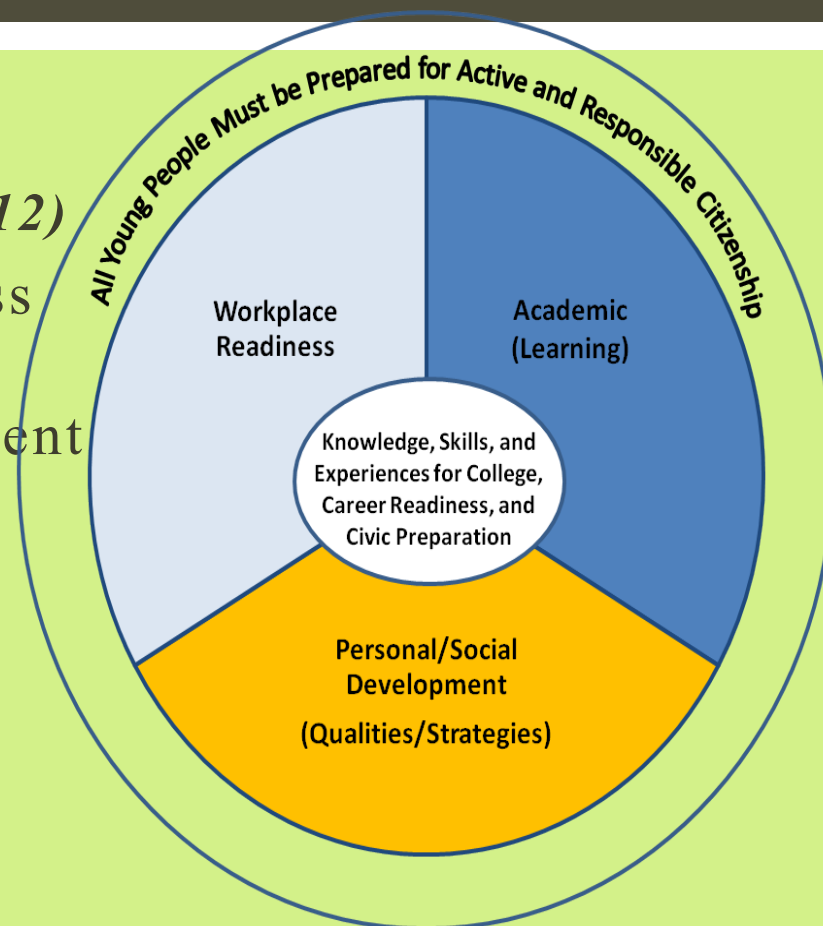 All Young People Must be Prepared for Active and Responsible Citizenship
12)
Workplace
Readiness
Academic
(Learning)
Knowledge, Skills, and
Experiences for College,
Career Readiness, and
Civic Preparation
Personal/Social
Development
(Qualities/Strategies)